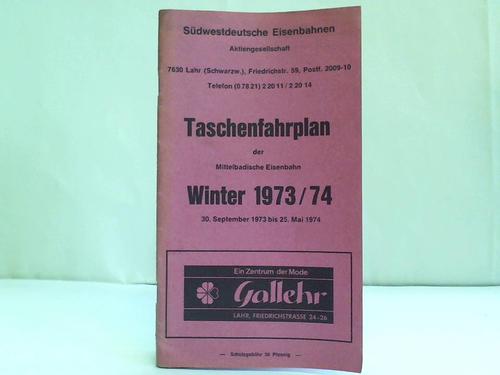 Südwestdeutsche Eisenbahnen
Aktiengesellschaft
7630 Lahr (Schwarzw.), Friedrichstr. 59, Postf. 2009-10
Telefon (0 78 21) 2 20 11 / 2 20 14
Taschenfahrplan
der
Mittelbadische Eisenbahn
Winter 1973/74
30. September 1973 bis 25. Mai 1974
Ein Zentrum der Mode
Gallehr
LAHR, FRIEDRICHSTRASSE 24-26
— Schutzgebühr 30 Pfennig —